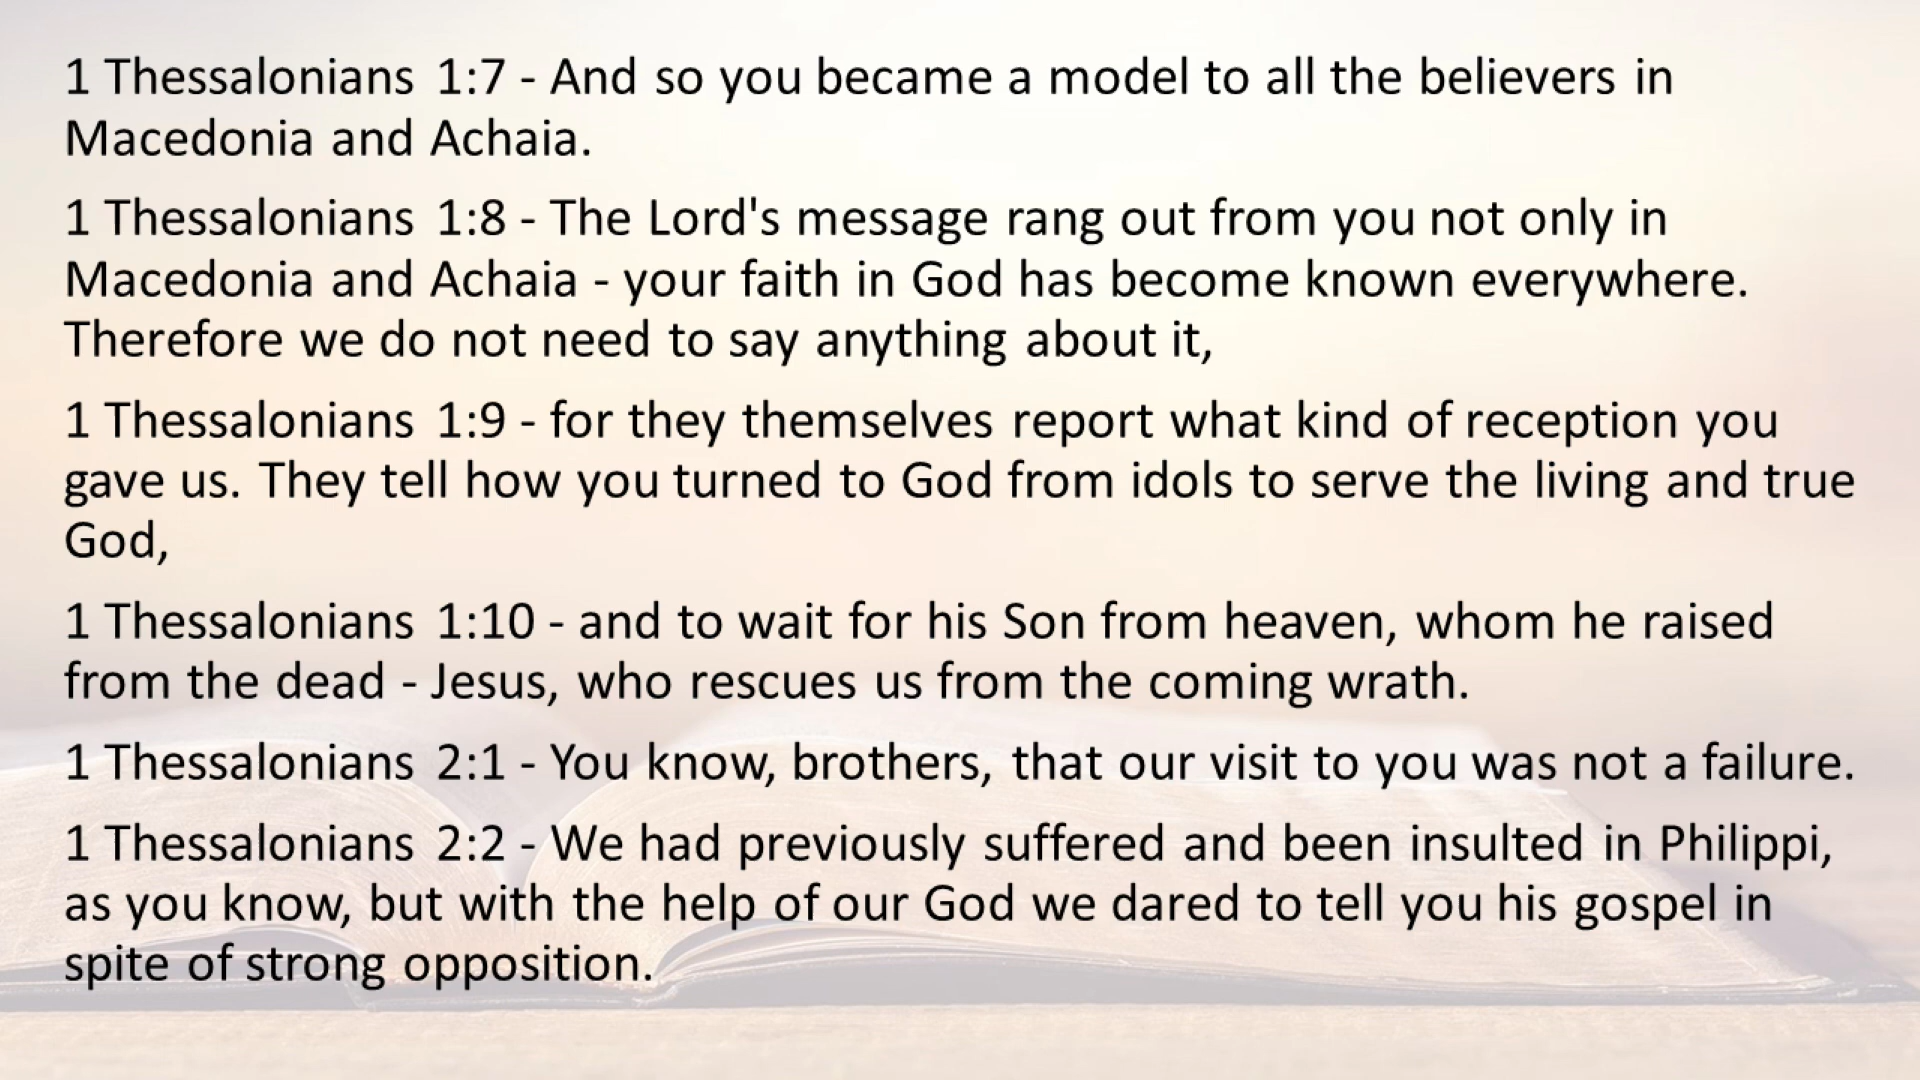 1 Thessalonians 1:7 - And so you became a model to all the believers in
Macedonia and Achaia.
1 Thessalonians 1:8 - The Lord's message rang out from you not only in
Macedonia and Achaia - your faith in God has become known everywhere.
Therefore we do not need to say anything about it,
1 Thessalonians 1:9 - for they themselves report what kind of reception you
gave us. They tell how you turned to God from idols to serve the living and true
God,
1 Thessalonians 1:10 - and to wait for his Son from heaven, whom he raised
from the dead - Jesus, who rescues us from the coming wrath.
1 Thessalonians 2:1 - You know, brothers, that our visit to you was not a failure.
1 Thessalonians 2:2 - We had previously suffered and been insulted in Philippi,
as you know, but with the help of our God we dared to tell you his gospel in
spite of strong opposition.